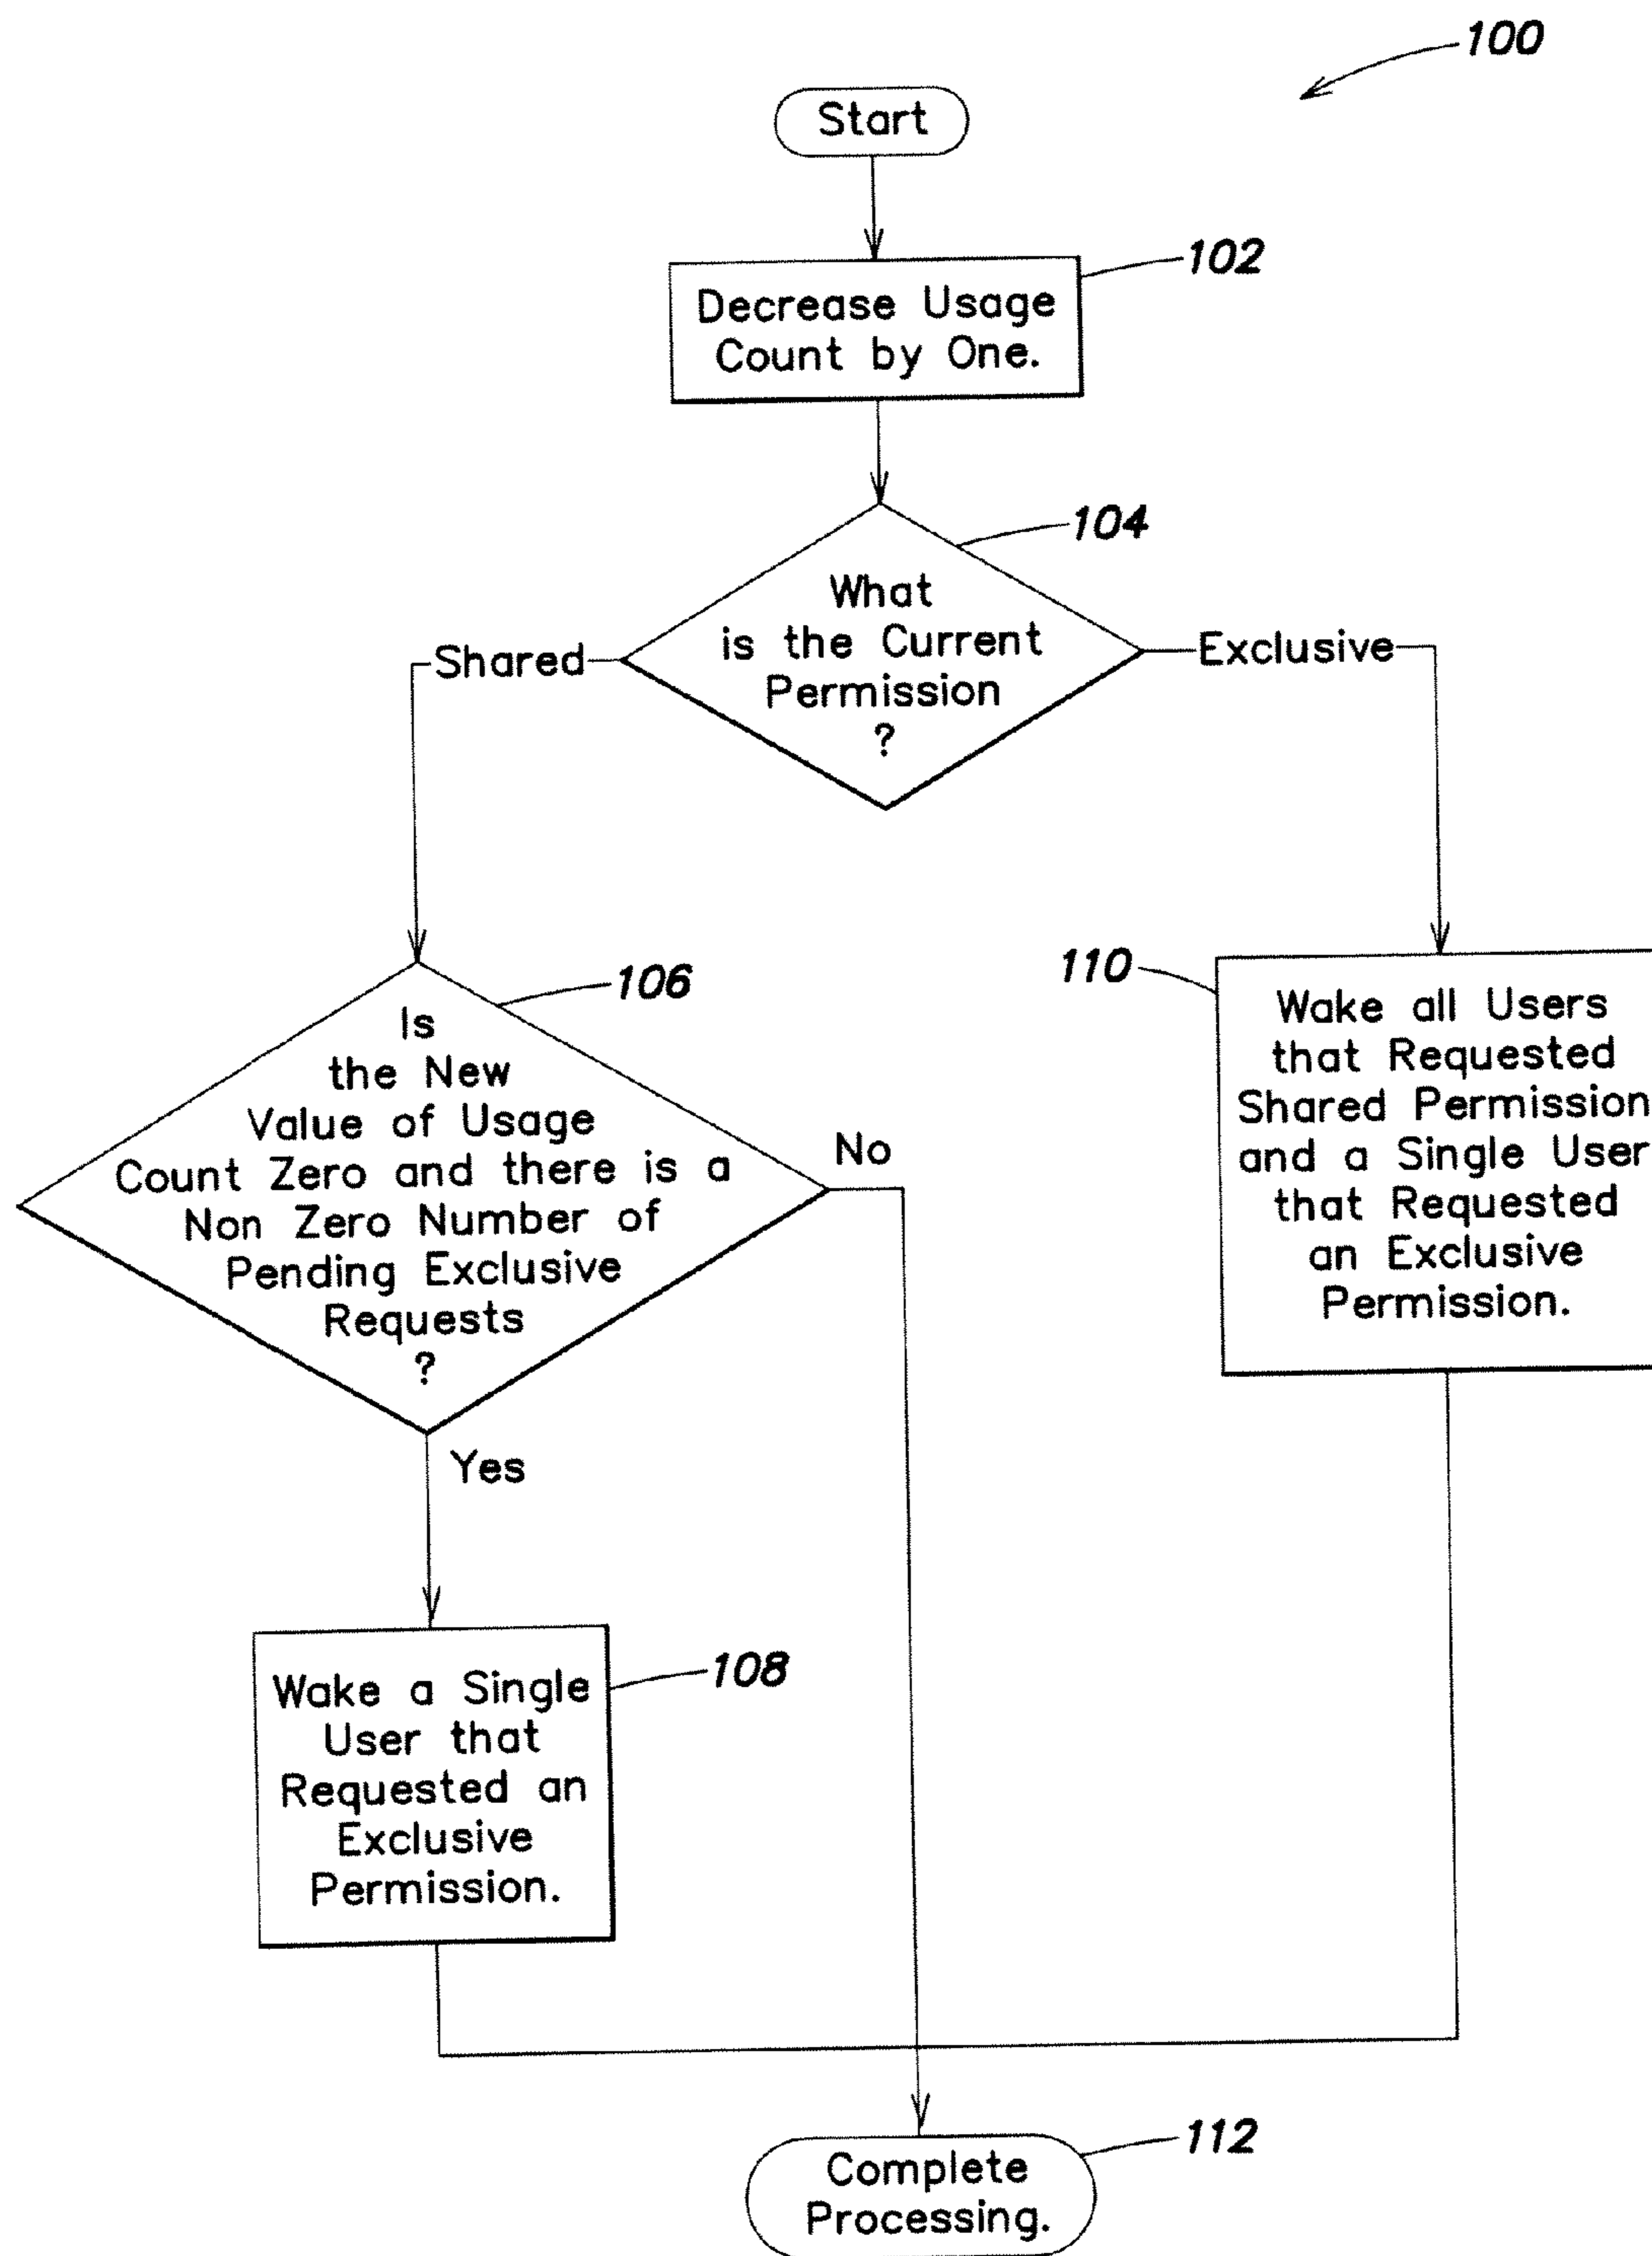 100
Start
102
Decrease Usage
Count by One.
104
What
is the Current
Permission
?
Shared
Exclusive
106
Is
the New
Value of Usage
Count Zero and there is a
Non Zero Number of
Pending Exclusive
Requests
?
No
Yes
110
Wake all Users
that Requested
Shared Permission
and a Single User
that Requested
an Exclusive
Permission.
108
Wake a Single
User that
Requested an
Exclusive
Permission.
112
Complete
Processing.